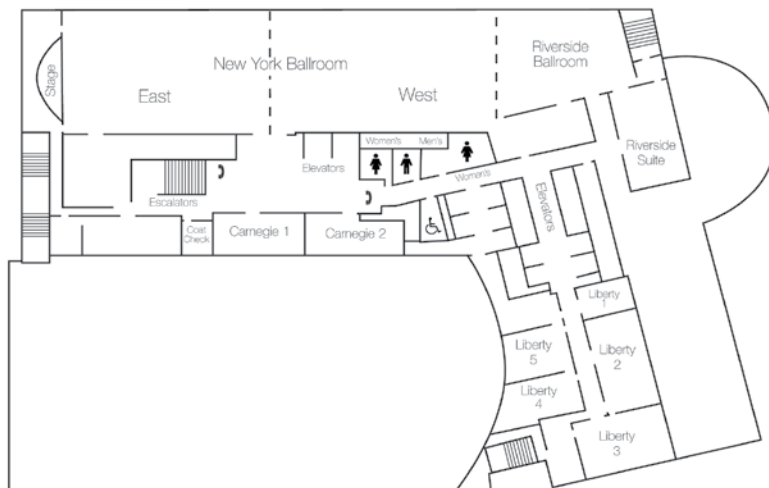 Riverside
Ballroom
New York Ballroom
Stage
East
West
Women's
Men's
Elevators
Women's
Riverside
Suite
Escalators
Elevators
Coat
Check
Carnegie 1
Carnegie 2
Liberty
1
Liberty
5
Liberty
2
Liberty
4
Liberty
3